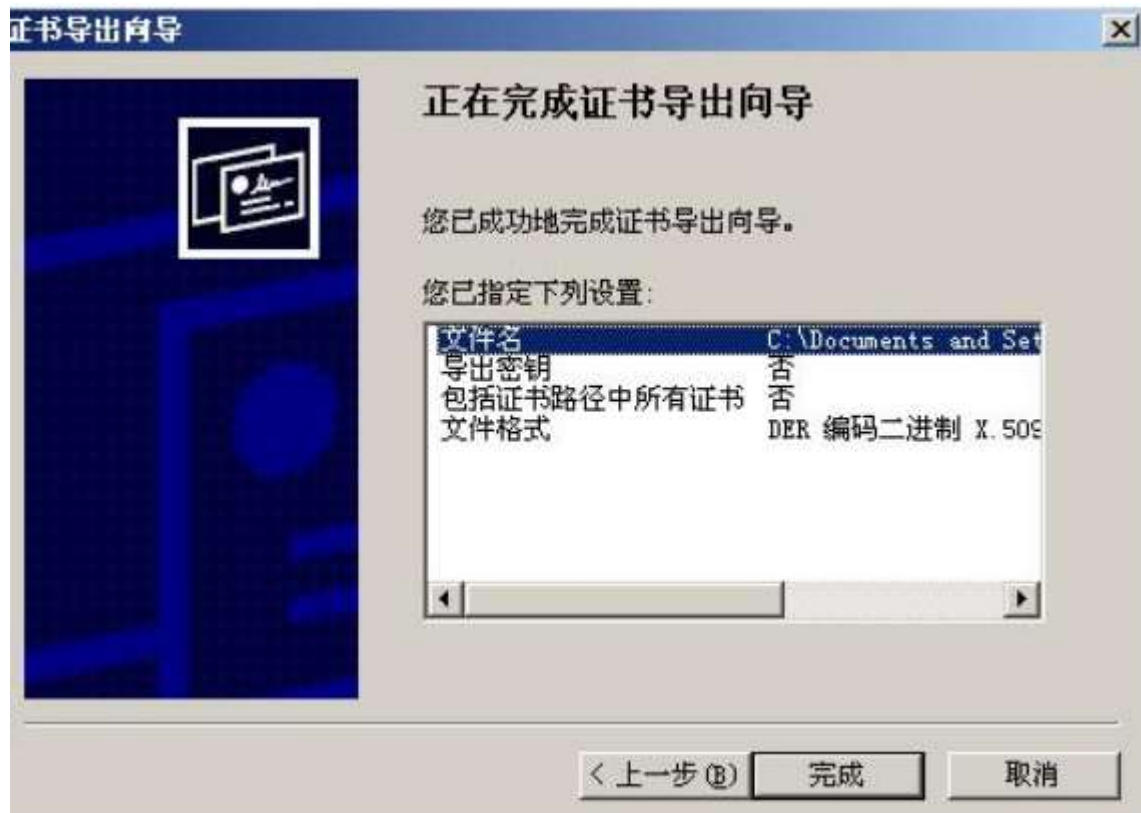 证书导出向导
正在完成证书导出向导
您已成功地完成证书导出向导。
您已指定下列设置:
文件名 C:\Documents and Set
导出密钥 否
包括证书路径中所有证书 否
文件格式 DER 编码二进制 X.509
< 上一步(B) 完成 取消